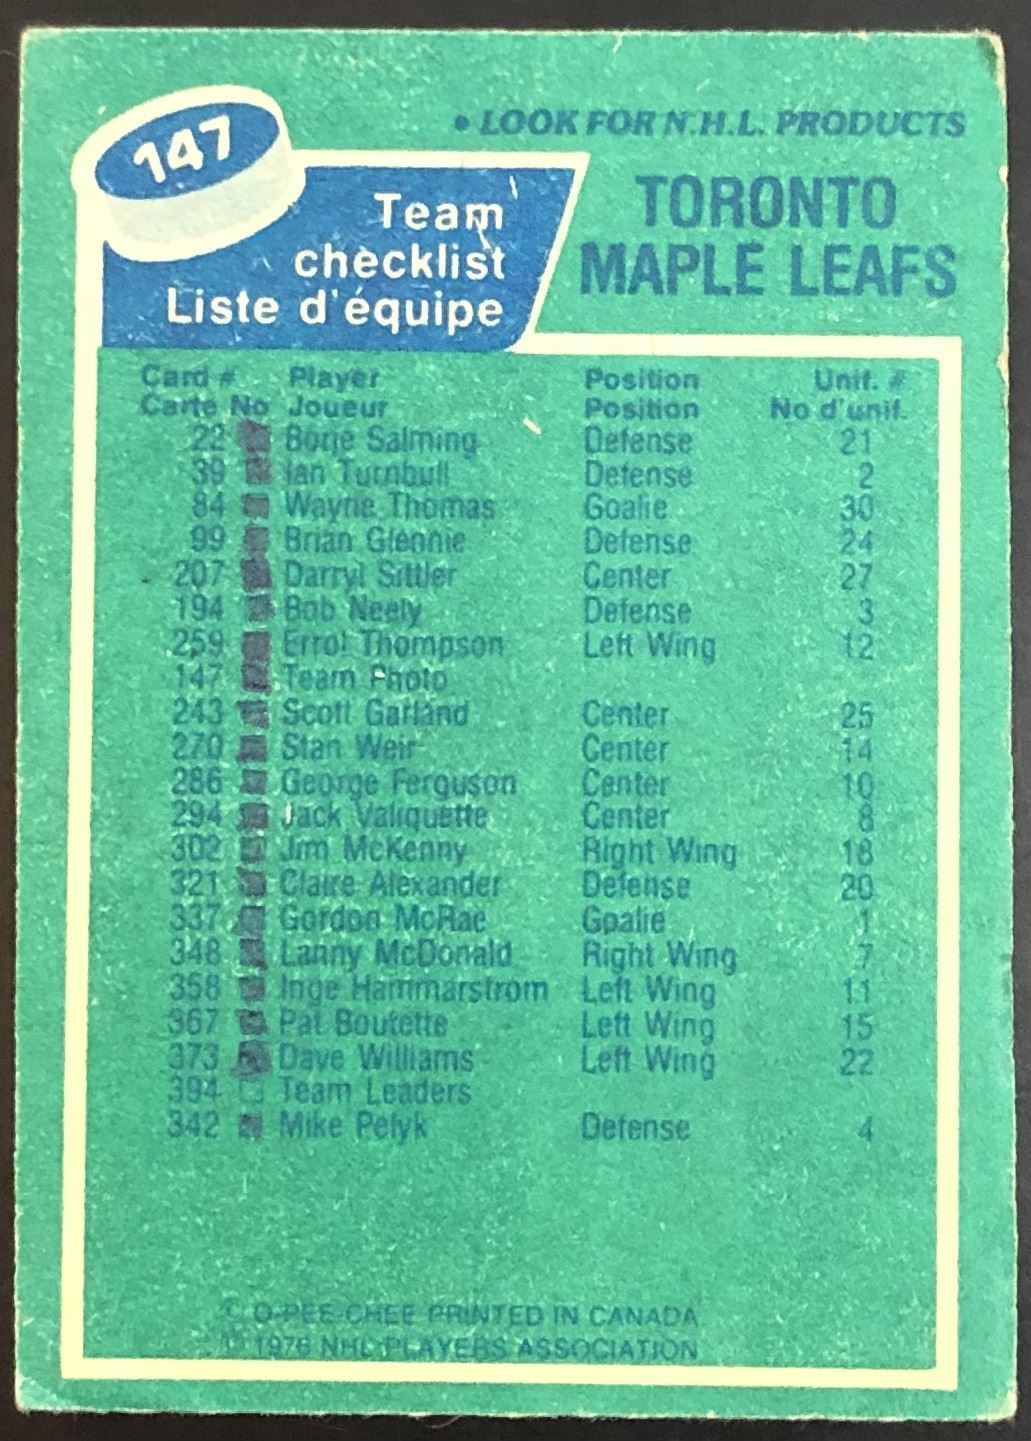 147
• LOOK FOR N.H.L. PRODUCTS
Team
checklist
Liste d'équipe
TORONTO
MAPLE LEAFS
Card # Player Position Unif. #
Carte No Joueur Position No d'unif.
22 Borje Salming Defense 21
39 Ian Turnbull Defense 2
84 Wayne Thomas Goalie 30
99 Brian Glennie Defense 24
207 Darryl Sittler Center 27
194 Bob Neely Defense 3
259 Errol Thompson Left Wing 12
147 Team Photo
243 Scott Garland Center 25
270 Stan Weir Center 14
286 George Ferguson Center 10
294 Jack Valiquette Center 8
302 Jim McKenny Right Wing 18
321 Claire Alexander Defense 20
337 Gordon McRae Goalie 1
348 Lanny McDonald Right Wing 7
358 Inge Hammarstrom Left Wing 11
367 Pat Boutette Left Wing 15
373 Dave Williams Left Wing 22
394 Team Leaders
342 Mike Pelyk Defense 4
© O-PEE-CHEE PRINTED IN CANADA
© 1976 NHL PLAYERS ASSOCIATION